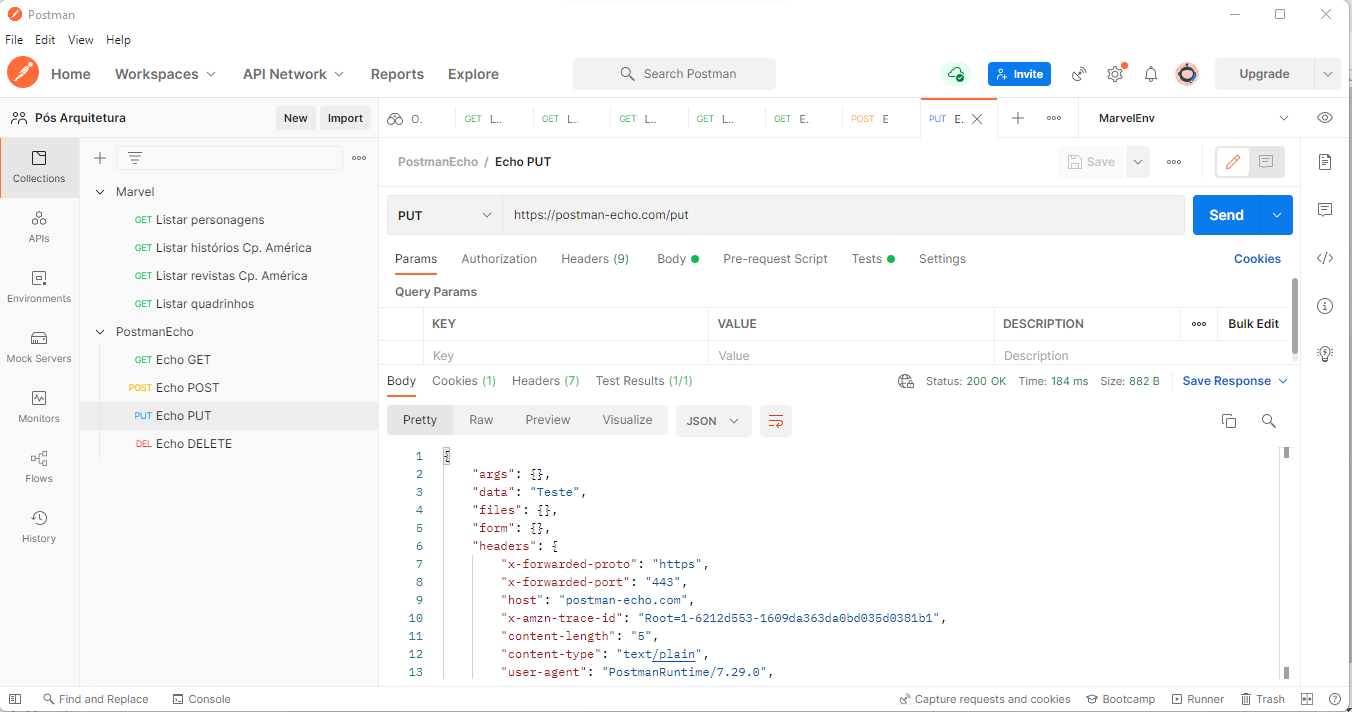 Postman
File Edit View Help
Home Workspaces API Network Reports Explore Search Postman Invite Upgrade
Pós Arquitetura New Import O. GET L.. GET L.. GET L.. GET L.. GET E. POST E PUT E. MarvelEnv
Collections
APIs
Environments
Mock Servers
Monitors
Flows
History
Marvel
GET Listar personagens
GET Listar histórios Cp. América
GET Listar revistas Cp. América
GET Listar quadrinhos
PostmanEcho
GET Echo GET
POST Echo POST
PUT Echo PUT
DEL Echo DELETE
PostmanEcho / Echo PUT Save
PUT https://postman-echo.com/put Send
Params Authorization Headers (9) Body Pre-request Script Tests Settings Cookies
Query Params
KEY VALUE DESCRIPTION Bulk Edit
Key Value Description
Body Cookies (1) Headers (7) Test Results (1/1) Status: 200 OK Time: 184 ms Size: 882 B Save Response
Pretty Raw Preview Visualize JSON
1 {
2 "args": {},
3 "data": "Teste",
4 "files": {},
5 "form": {},
6 "headers": {
7 "x-forwarded-proto": "https",
8 "x-forwarded-port": "443",
9 "host": "postman-echo.com",
10 "x-amzn-trace-id": "Root=1-6212d553-1609da363da0bd035d0381b1",
11 "content-length": "5",
12 "content-type": "text/plain",
13 "user-agent": "PostmanRuntime/7.29.0",
Find and Replace Console Capture requests and cookies Bootcamp Runner Trash